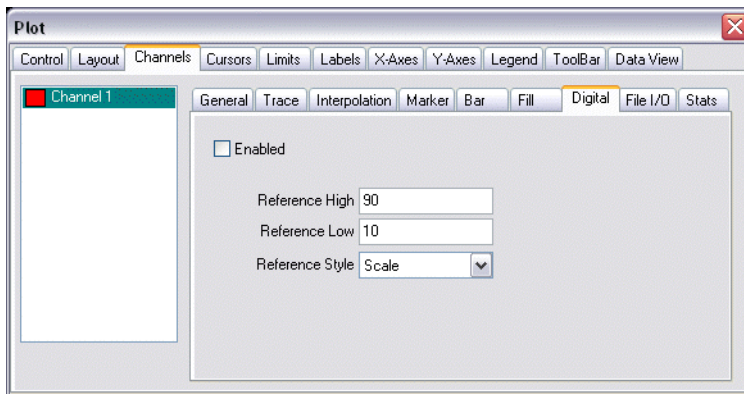 Plot
Control Layout Channels Cursors Limits Labels X-Axes Y-Axes Legend ToolBar Data View
Channel 1
General Trace Interpolation Marker Bar Fill Digital File I/O Stats
Enabled
Reference High 90
Reference Low 10
Reference Style Scale